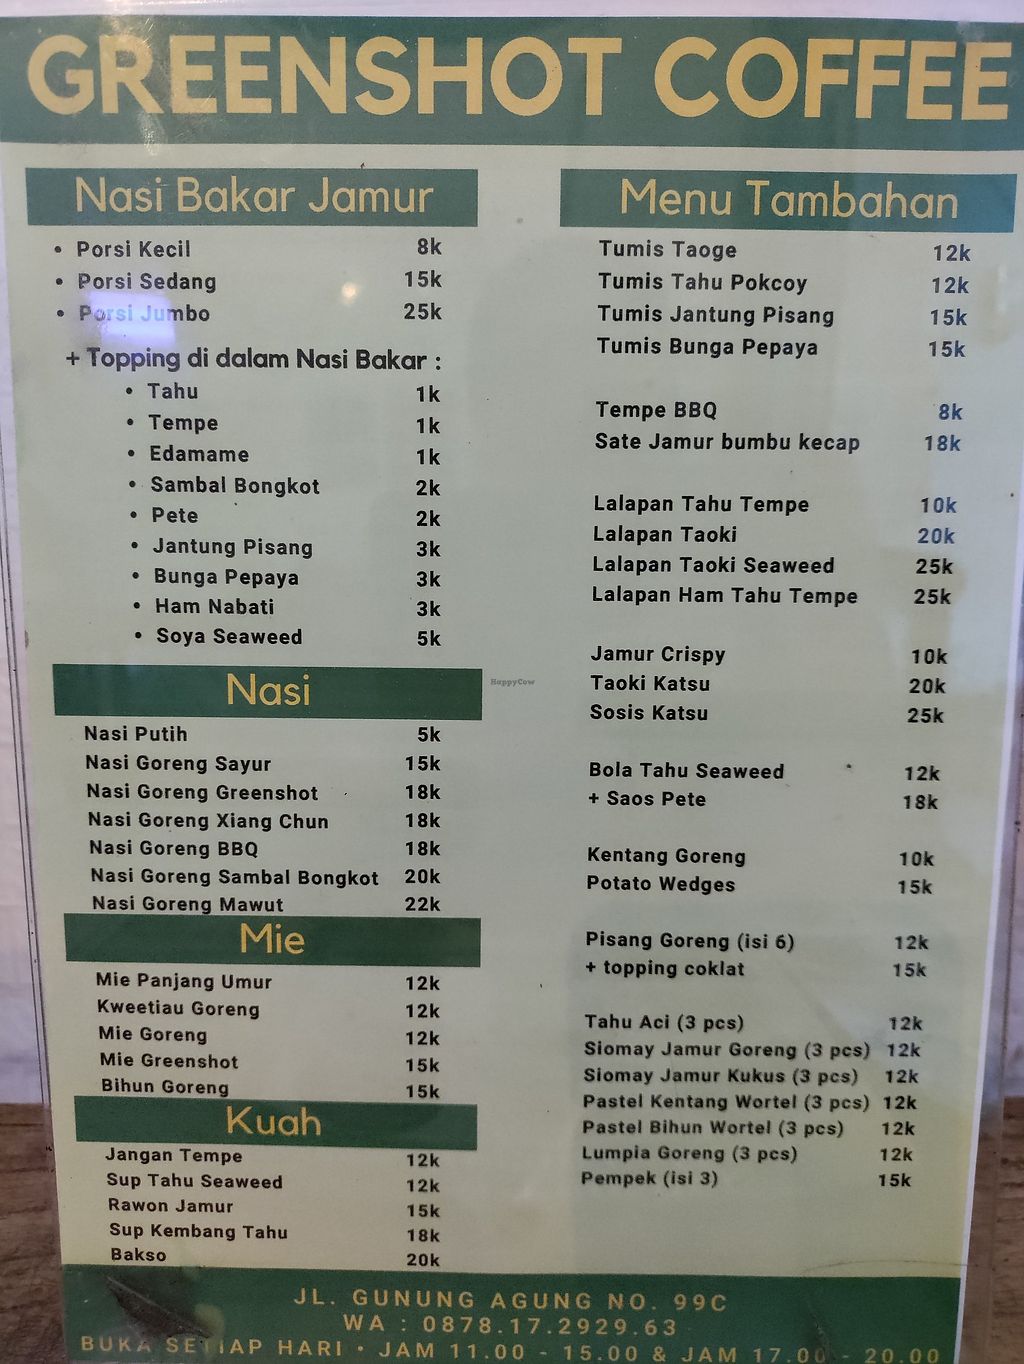 GREENSHOT COFFEE
Nasi Bakar Jamur
• Porsi Kecil 8k
• Porsi Sedang 15k
• Porsi Jumbo 25k
+ Topping di dalam Nasi Bakar :
• Tahu 1k
• Tempe 1k
• Edamame 1k
• Sambal Bongkot 2k
• Pete 2k
• Jantung Pisang 3k
• Bunga Pepaya 3k
• Ham Nabati 3k
• Soya Seaweed 5k
Nasi
Nasi Putih 5k
Nasi Goreng Sayur 15k
Nasi Goreng Greenshot 18k
Nasi Goreng Xiang Chun 18k
Nasi Goreng BBQ 18k
Nasi Goreng Sambal Bongkot 20k
Nasi Goreng Mawut 22k
Mie
Mie Panjang Umur 12k
Kweetiau Goreng 12k
Mie Goreng 12k
Mie Greenshot 15k
Bihun Goreng 15k
Kuah
Jangan Tempe 12k
Sup Tahu Seaweed 12k
Rawon Jamur 15k
Sup Kembang Tahu 18k
Bakso 20k
Menu Tambahan
Tumis Taoge 12k
Tumis Tahu Pokcoy 12k
Tumis Jantung Pisang 15k
Tumis Bunga Pepaya 15k
Tempe BBQ 8k
Sate Jamur bumbu kecap 18k
Lalapan Tahu Tempe 10k
Lalapan Taoki 20k
Lalapan Taoki Seaweed 25k
Lalapan Ham Tahu Tempe 25k
Jamur Crispy 10k
Taoki Katsu 20k
Sosis Katsu 25k
Bola Tahu Seaweed 12k
+ Saos Pete 18k
Kentang Goreng 10k
Potato Wedges 15k
Pisang Goreng (isi 6) 12k
+ topping coklat 15k
Tahu Aci (3 pcs) 12k
Siomay Jamur Goreng (3 pcs) 12k
Siomay Jamur Kukus (3 pcs) 12k
Pastel Kentang Wortel (3 pcs) 12k
Pastel Bihun Wortel (3 pcs) 12k
Lumpia Goreng (3 pcs) 12k
Pempek (isi 3) 15k
HappyCow
JL. GUNUNG AGUNG NO. 99C
WA : 0878.17.2929.63
BUKA SETIAP HARI • JAM 11.00 - 15.00 & JAM 17.00 - 20.00